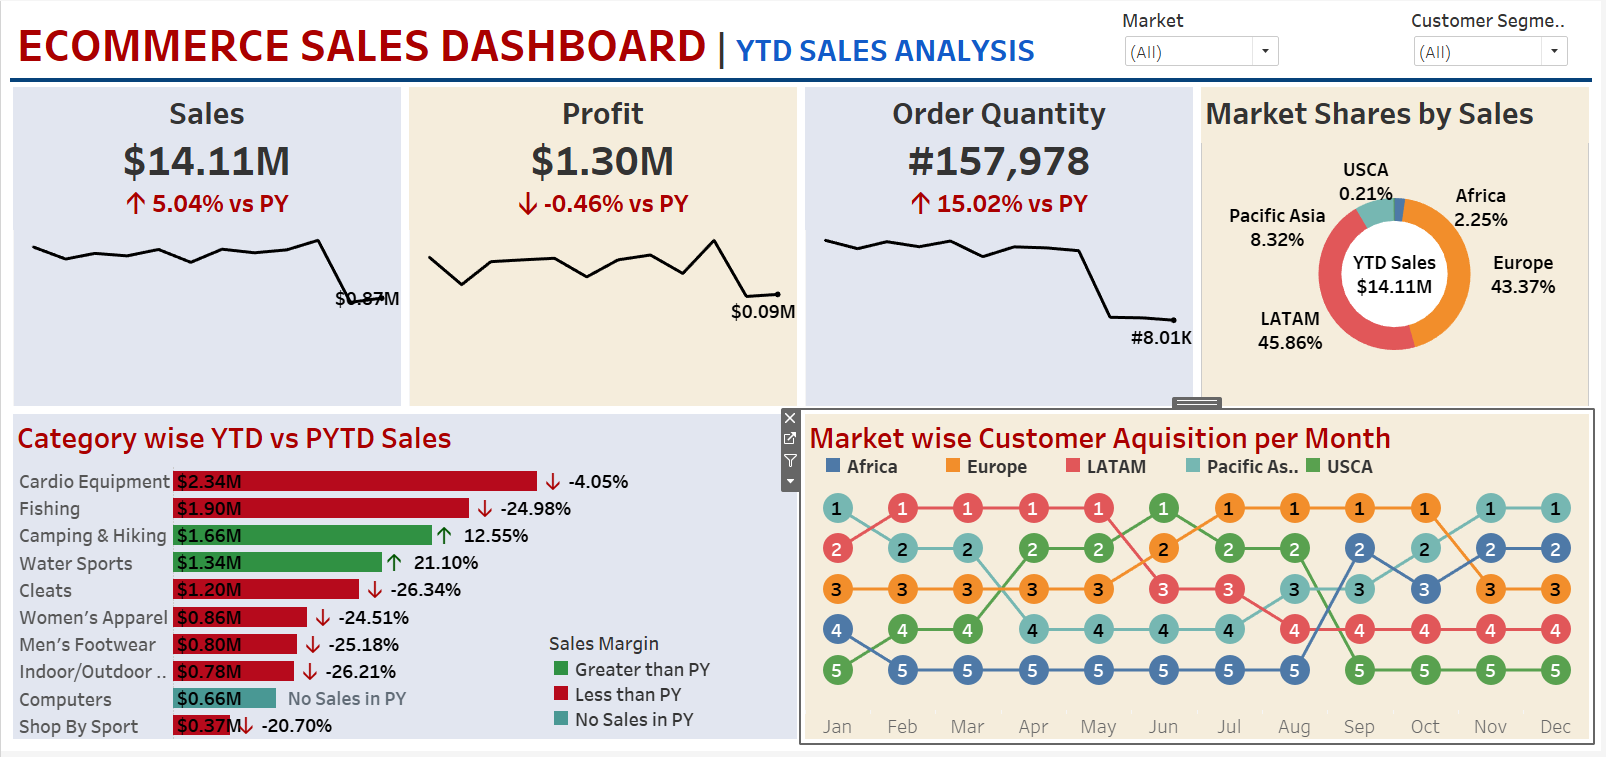 ECOMMERCE SALES DASHBOARD | YTD SALES ANALYSIS
Market
(All)
Customer Segme..
(All)
Sales
$14.11M
↑ 5.04% vs PY
$0.87M
Profit
$1.30M
↓ -0.46% vs PY
$0.09M
Order Quantity
#157,978
↑ 15.02% vs PY
#8.01K
Market Shares by Sales
USCA
0.21%
Africa
2.25%
Pacific Asia
8.32%
YTD Sales
$14.11M
Europe
43.37%
LATAM
45.86%
Category wise YTD vs PYTD Sales
Cardio Equipment $2.34M ↓ -4.05%
Fishing $1.90M ↓ -24.98%
Camping & Hiking $1.66M ↑ 12.55%
Water Sports $1.34M ↑ 21.10%
Cleats $1.20M ↓ -26.34%
Women's Apparel $0.86M ↓ -24.51%
Men's Footwear $0.80M ↓ -25.18%
Indoor/Outdoor .. $0.78M ↓ -26.21%
Computers $0.66M No Sales in PY
Shop By Sport $0.37M ↓ -20.70%
Sales Margin
Greater than PY
Less than PY
No Sales in PY
Market wise Customer Aquisition per Month
Africa Europe LATAM Pacific As.. USCA
1 1 1 1 1 1 1 1 1 1 1 1
2 2 2 2 2 2 2 2 2 2 2 2
3 3 3 3 3 3 3 3 3 3 3 3
4 4 4 4 4 4 4 4 4 4 4 4
5 5 5 5 5 5 5 5 5 5 5 5
Jan Feb Mar Apr May Jun Jul Aug Sep Oct Nov Dec